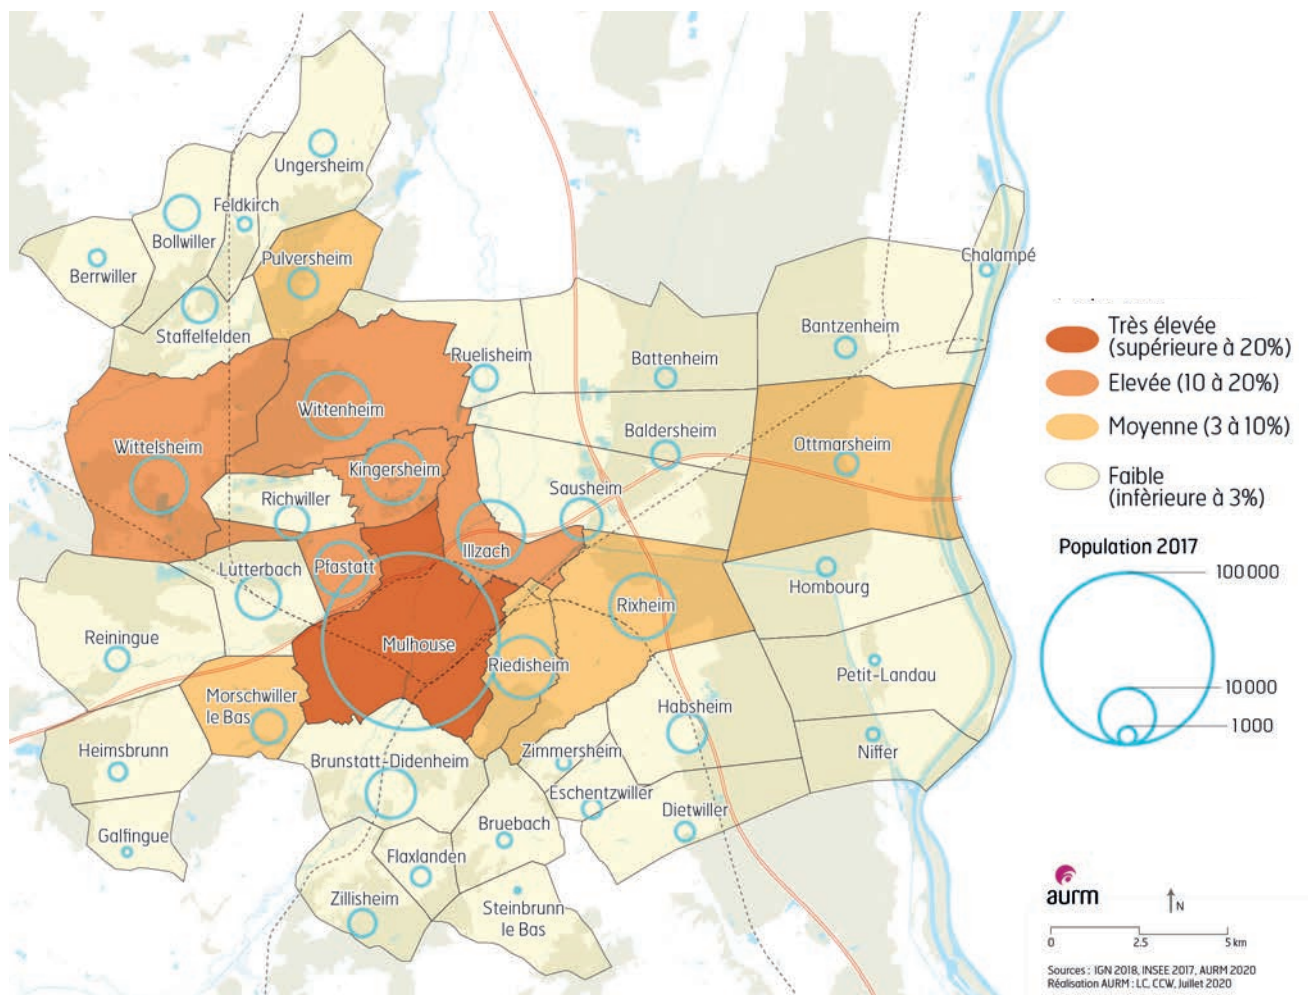 Ungersheim
Feldkirch
Bollwiller
Berrwiller
Pulversheim
Staffelfelden
Chalampé
Bantzenheim
Ruelisheim
Battenheim
Wittenheim
Wittelsheim
Kingersheim
Baldersheim
Ottmarsheim
Richwiller
Sausheim
Illzach
Pfastatt
Lutterbach
Hombourg
Rixheim
Reiningue
Mulhouse
Riedisheim
Petit-Landau
Morschwiller
le Bas
Habsheim
Heimsbrunn
Brunstatt-Didenheim
Zimmersheim
Niffer
Eschentzwiller
Dietwiller
Galfingue
Bruebach
Flaxlanden
Zillisheim
Steinbrunn
le Bas
Très élevée
(supérieure à 20%)
Elevée (10 à 20%)
Moyenne (3 à 10%)
Faible
(infèrieure à 3%)
Population 2017
100 000
10 000
1 000
aurm
N
0 2.5 5 km
Sources : IGN 2018, INSEE 2017, AURM 2020
Réalisation AURM : LC, CCW, Juillet 2020